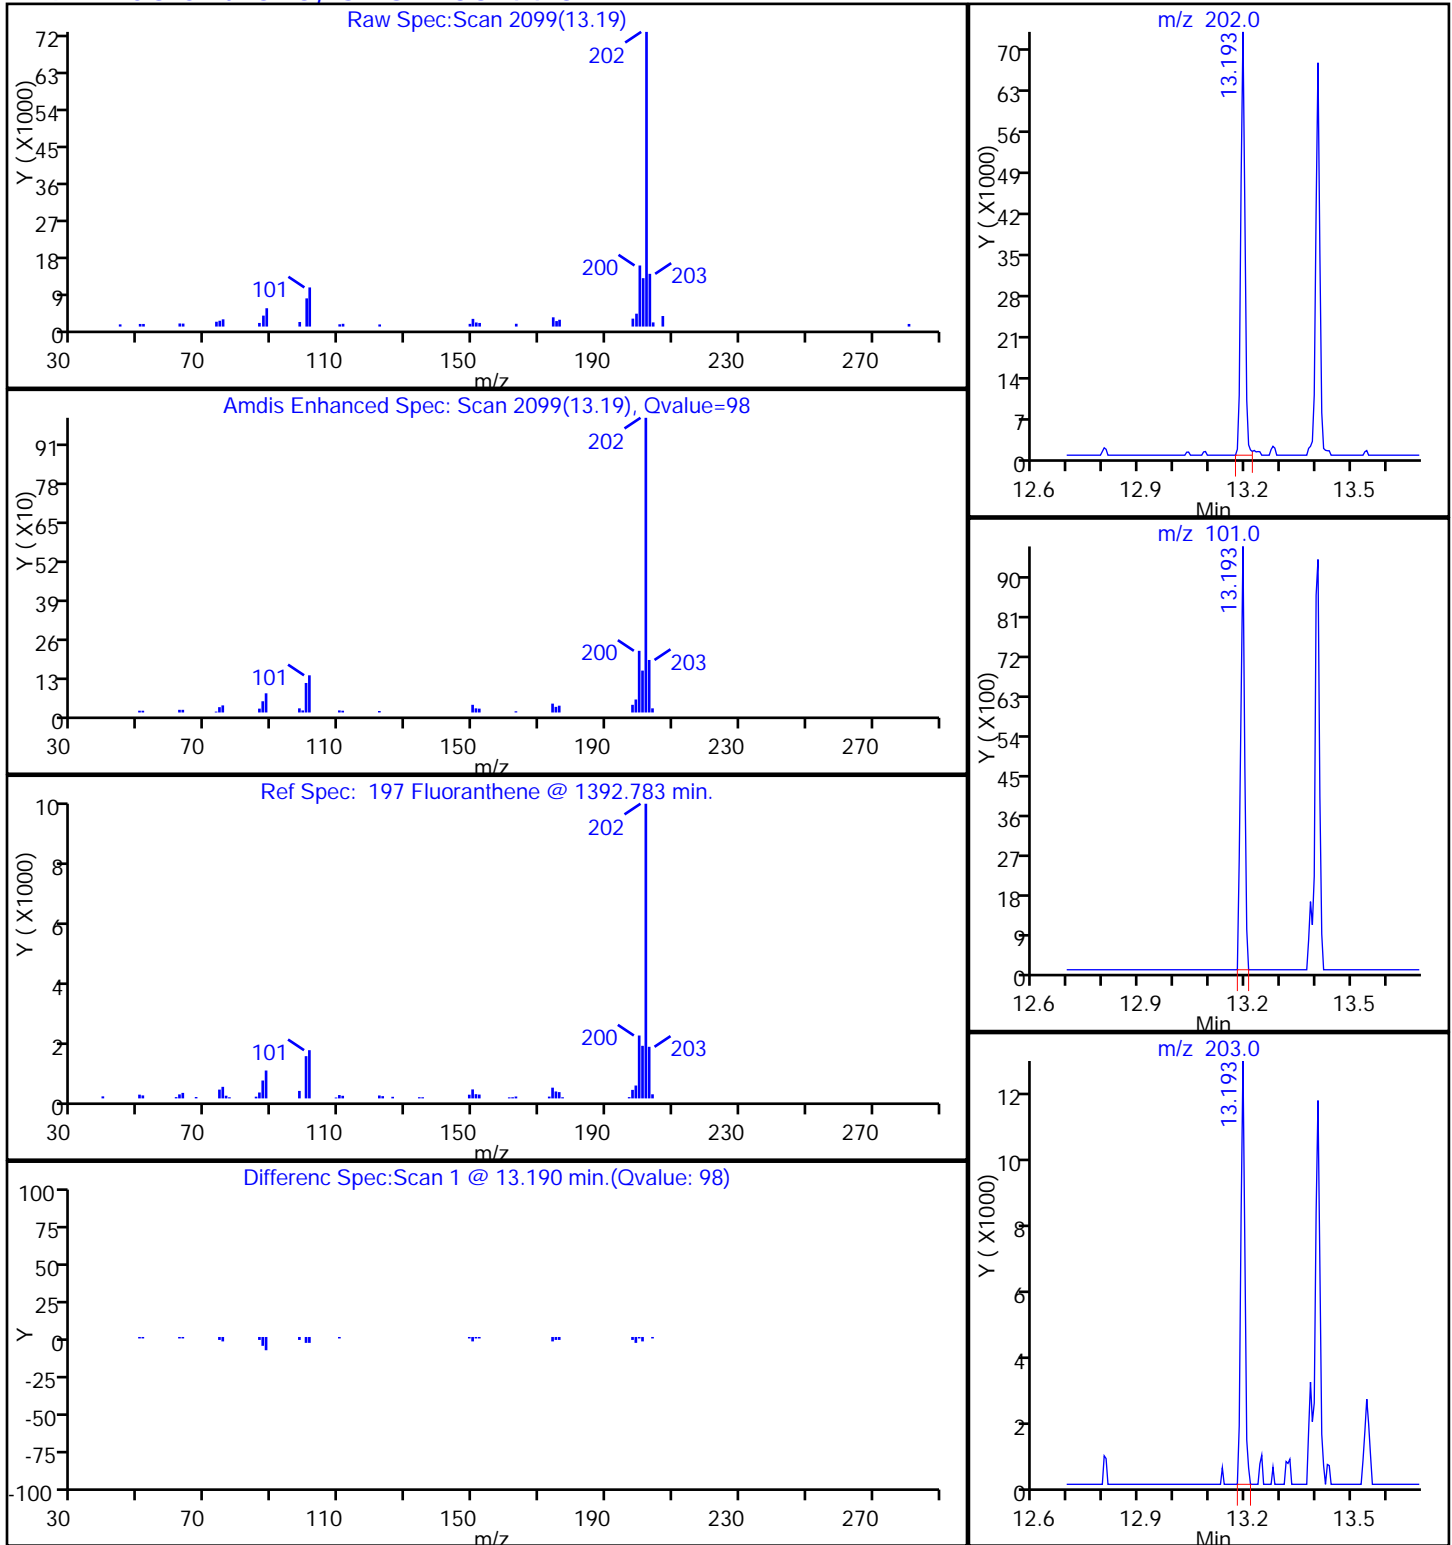 Raw Spec:Scan 2099(13.19)
72
63
54
45
36
27
18
9
0
Y ( X1000)
202
200
203
101
30 70 110 150 190 230 270
m/z
Amdis Enhanced Spec: Scan 2099(13.19), Qvalue=98
91
78
65
52
39
26
13
0
Y ( X10)
202
200
203
101
30 70 110 150 190 230 270
m/z
Ref Spec: 197 Fluoranthene @ 1392.783 min.
10
8
6
4
2
0
Y ( X1000)
202
200
203
101
30 70 110 150 190 230 270
m/z
Differenc Spec:Scan 1 @ 13.190 min.(Qvalue: 98)
100
75
50
25
0
-25
-50
-75
-100
Y
30 70 110 150 190 230 270
m/z
m/z 202.0
70
63
56
49
42
35
28
21
14
7
0
Y ( X1000)
13.193
12.6 12.9 13.2 13.5
Min
m/z 101.0
90
81
72
63
54
45
36
27
18
9
0
Y ( X100)
13.193
12.6 12.9 13.2 13.5
Min
m/z 203.0
12
10
8
6
4
2
0
Y ( X1000)
13.193
12.6 12.9 13.2 13.5
Min